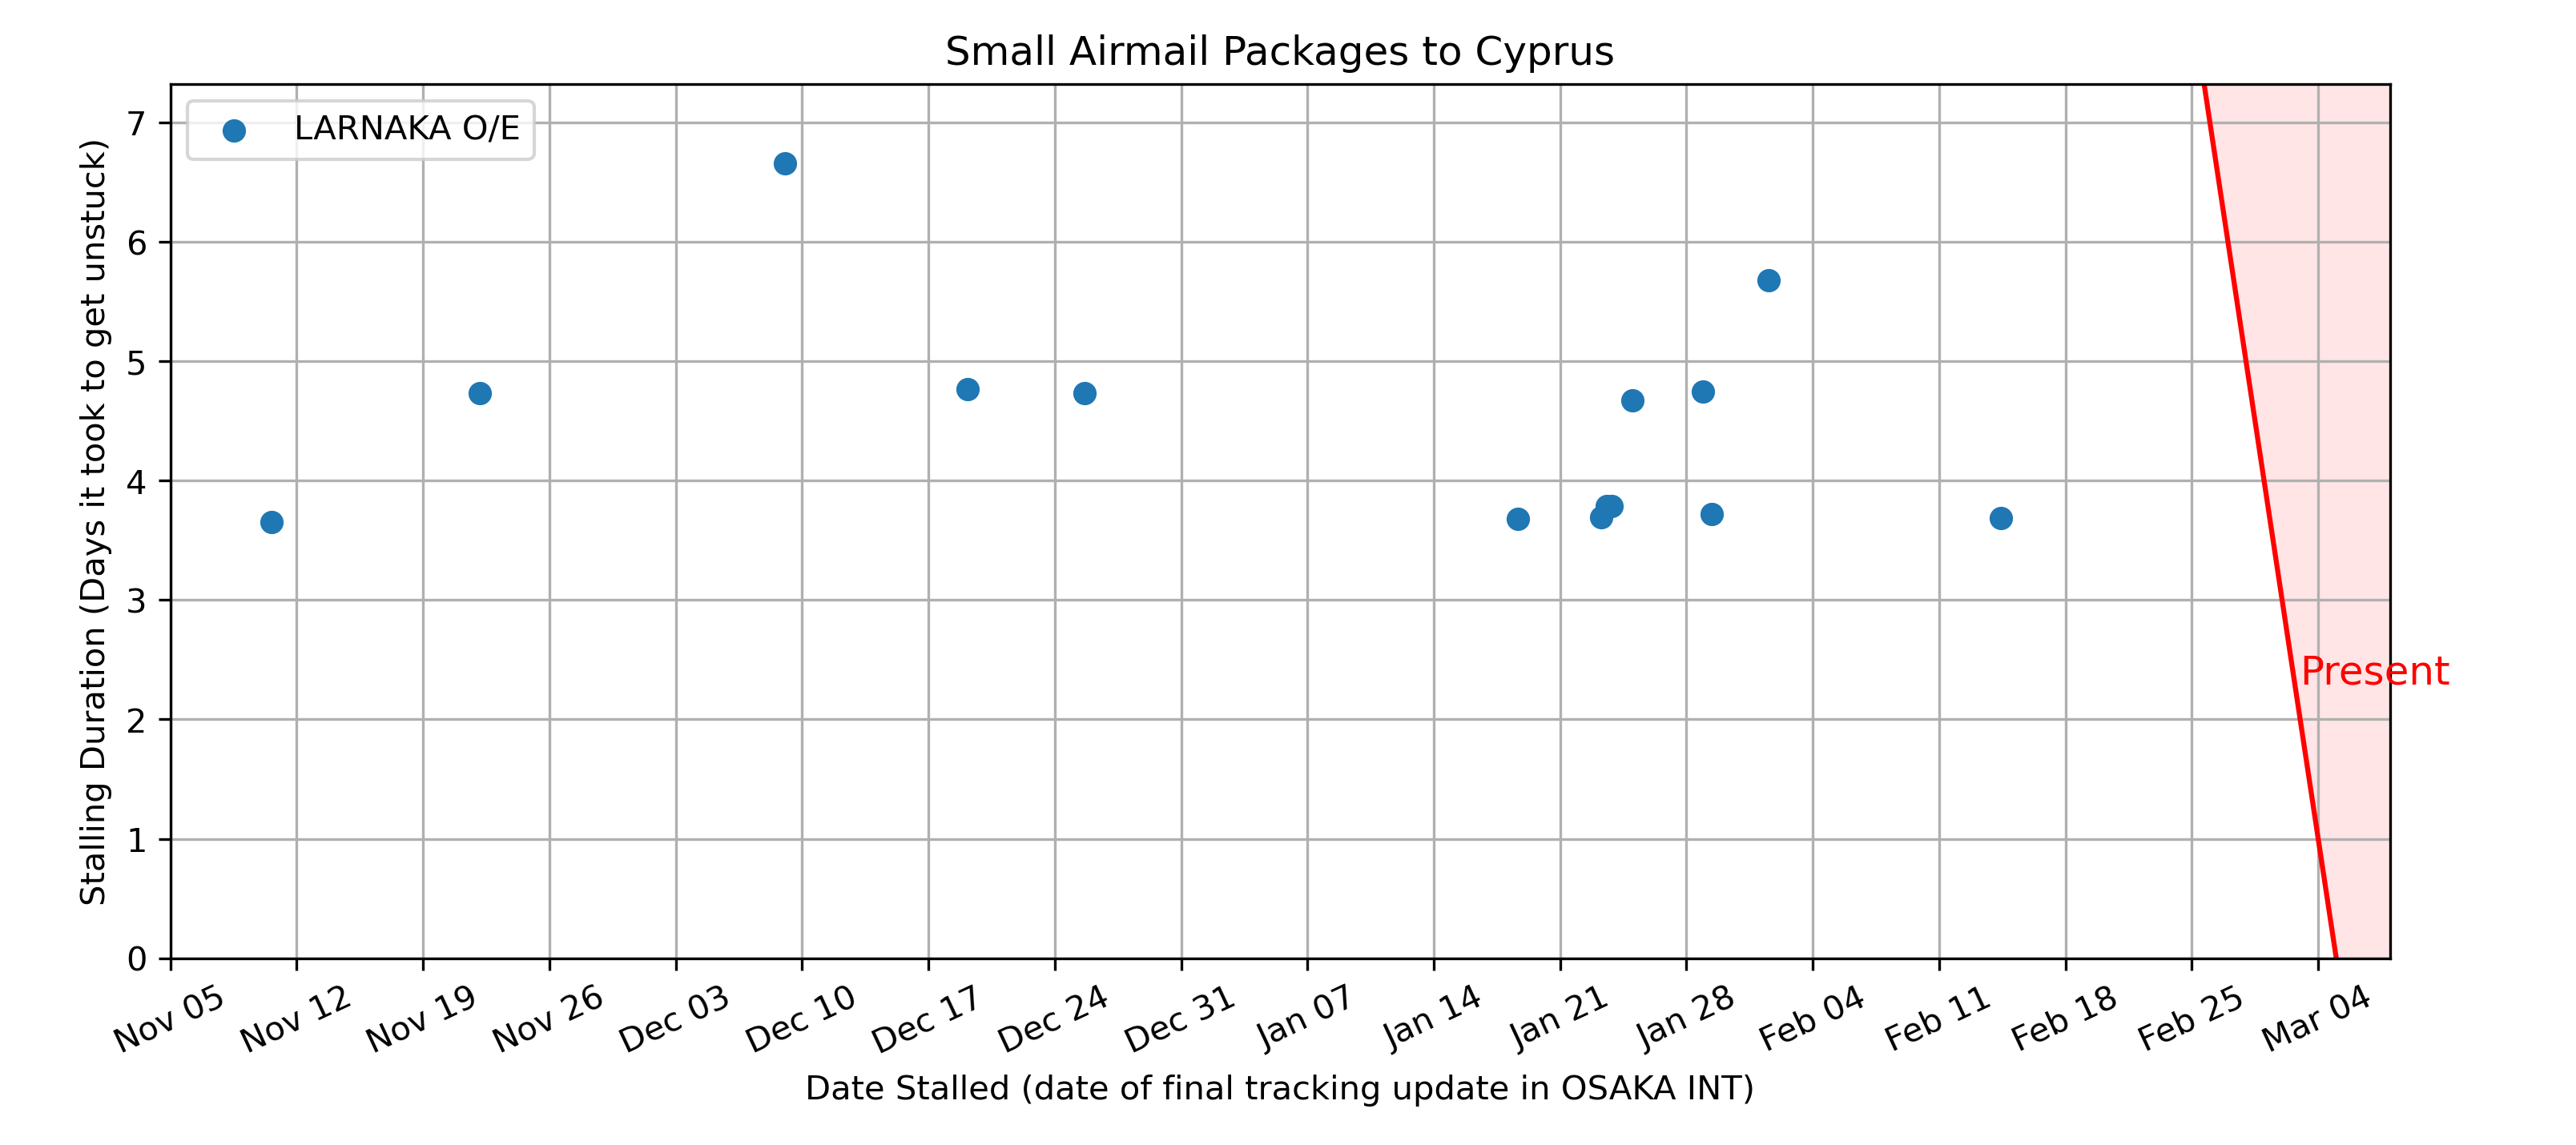 Small Airmail Packages to Cyprus
LARNAKA O/E
Stalling Duration (Days it took to get unstuck)
7
6
5
4
3
2
1
0
Present
Nov 05
Nov 12
Nov 19
Nov 26
Dec 03
Dec 10
Dec 17
Dec 24
Dec 31
Jan 07
Jan 14
Jan 21
Jan 28
Feb 04
Feb 11
Feb 18
Feb 25
Mar 04
Date Stalled (date of final tracking update in OSAKA INT)